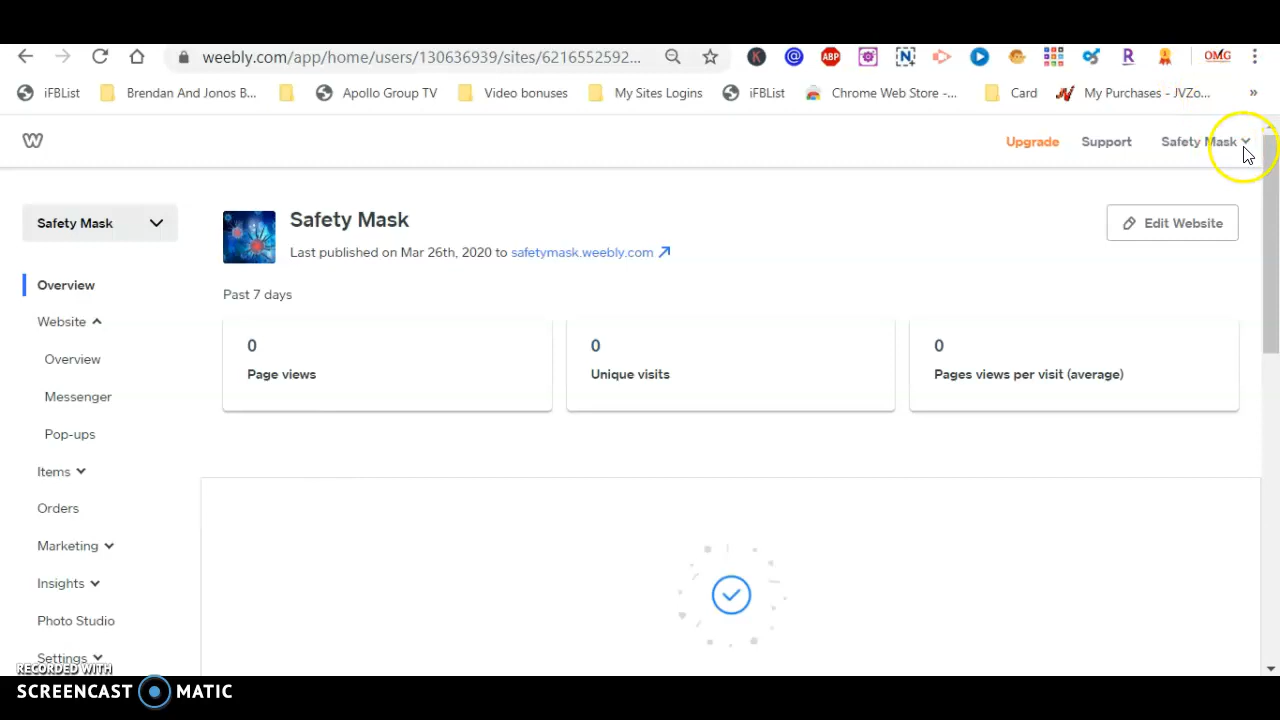 weebly.com/app/home/users/130636939/sites/6216552592...
K
@
ABP
N
R
OMG
iFBList
Brendan And Jonos B...
Apollo Group TV
Video bonuses
My Sites Logins
iFBList
Chrome Web Store -...
Card
My Purchases - JVZo...
»
Upgrade
Support
Safety Mask
Safety Mask
Safety Mask
Edit Website
Last published on Mar 26th, 2020 to safetymask.weebly.com
Overview
Past 7 days
Website
0
Page views
0
Unique visits
0
Pages views per visit (average)
Overview
Messenger
Pop-ups
Items
Orders
Marketing
Insights
Photo Studio
Settings
RECORDED WITH
SCREENCAST MATIC